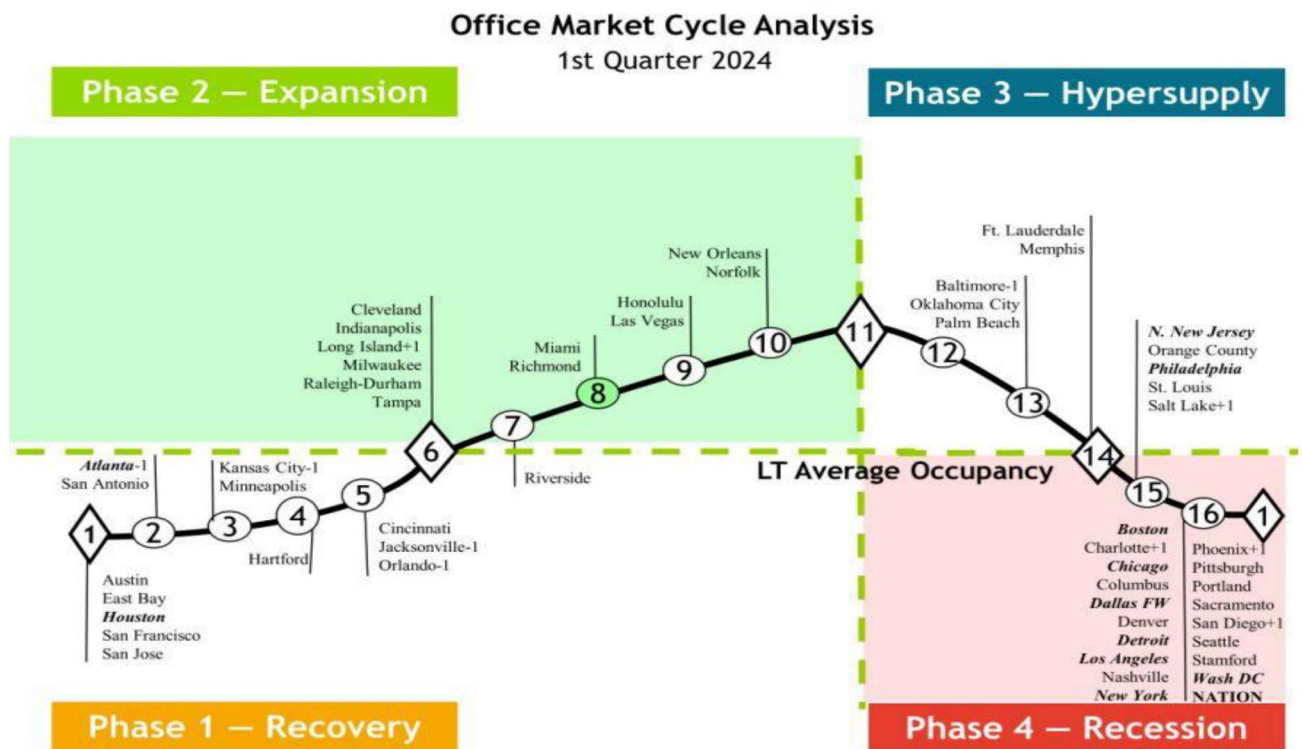 Office Market Cycle Analysis
1st Quarter 2024
Phase 2 — Expansion
Phase 3 — Hypersupply
Ft. Lauderdale
Memphis
New Orleans
Norfolk
Baltimore-1
Oklahoma City
Palm Beach
Honolulu
Las Vegas
Cleveland
Indianapolis
Long Island+1
Milwaukee
Raleigh-Durham
Tampa
Miami
Richmond
N. New Jersey
Orange County
Philadelphia
St. Louis
Salt Lake+1
11
10
12
9
8
13
7
6
14
LT Average Occupancy
Atlanta-1
San Antonio
Kansas City-1
Minneapolis
Riverside
1
2
3
4
5
15
16
1
Hartford
Cincinnati
Jacksonville-1
Orlando-1
Austin
East Bay
Houston
San Francisco
San Jose
Boston
Charlotte+1
Chicago
Columbus
Dallas FW
Denver
Detroit
Los Angeles
Nashville
New York
Phoenix+1
Pittsburgh
Portland
Sacramento
San Diego+1
Seattle
Stamford
Wash DC
NATION
Phase 1 — Recovery
Phase 4 — Recession